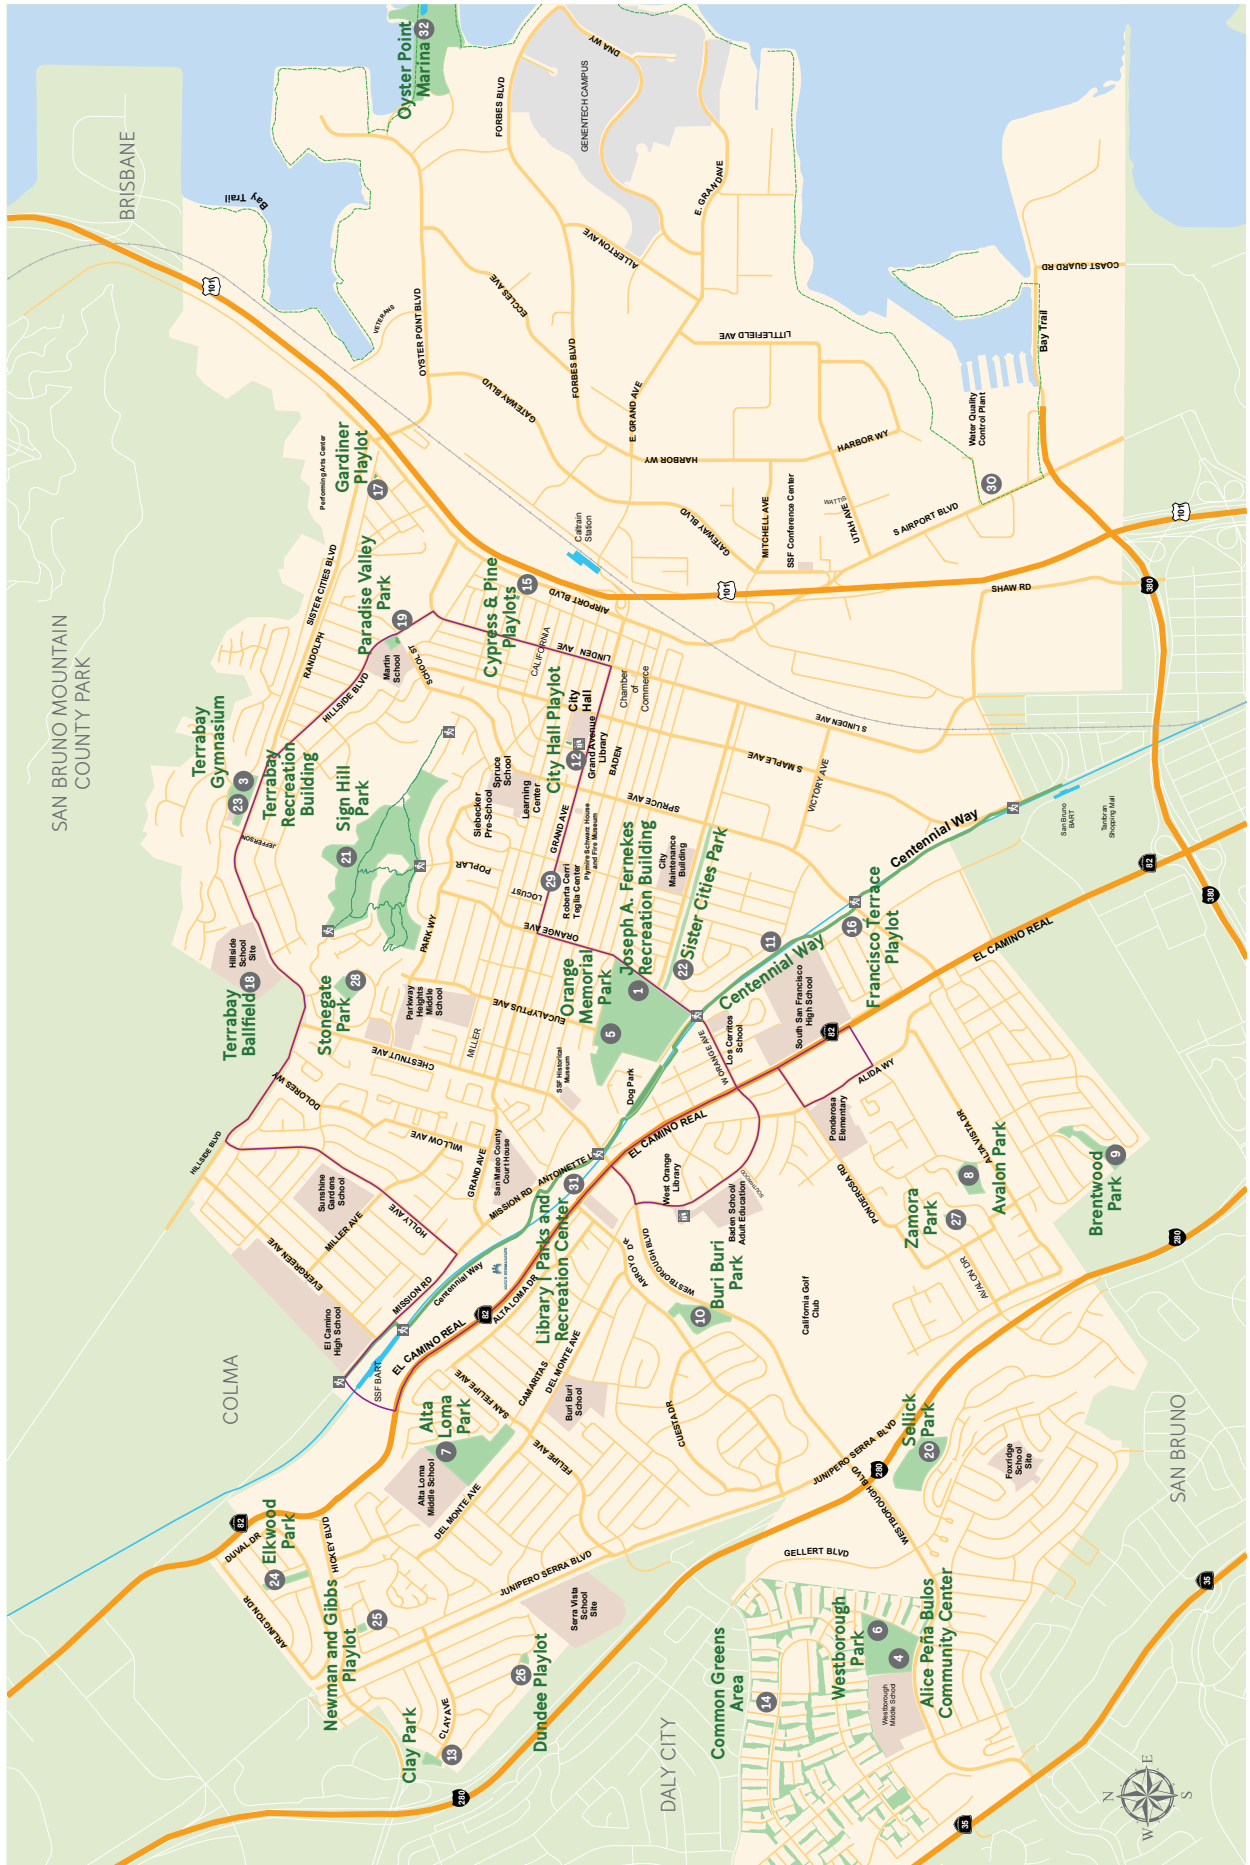 SAN BRUNO MOUNTAIN
COUNTY PARK
BRISBANE
COLMA
DALY CITY
SAN BRUNO
Oyster Point
Marina
32
Bay Trail
101
VETERANS
OYSTER POINT BLVD
FORBES BLVD
DNA WY
GENENTECH CAMPUS
E. GRAND AVE
ALLERTON AVE
ECCLES AVE
GATEWAY BLVD
FORBES BLVD
E. GRAND AVE
LITTLEFIELD AVE
HARBOR WY
HARBOR WY
GATEWAY BLVD
MITCHELL AVE
SSF Conference Center
WATTIS
UTAH AVE
S AIRPORT BLVD
Water Quality
Control Plant
30
Bay Trail
COAST GUARD RD
SHAW RD
101
101
380
Performing Arts Center
Gardiner
Playlot
17
SISTER CITIES BLVD
RANDOLPH
Paradise Valley
Park
19
HILLSIDE BLVD
Martin
School
SCHOOL ST
Cypress & Pine
Playlots
15
AIRPORT BLVD
Caltrain
Station
CALIFORNIA
LINDEN AVE
City Hall Playlot
12
City
Hall
Chamber
of
Commerce
Grand Avenue
Library
BADEN
S LINDEN AVE
S MAPLE AVE
VICTORY AVE
SPRUCE AVE
Terrabay
Gymnasium
23
3
Terrabay
Recreation
Building
JEFFERSON
Sign Hill
Park
21
Siebecker
Pre-School
Spruce
School
Learning
Center
GRAND AVE
Plymire Schwarz House
and Fire Museum
POPLAR
LOCUST
29
Roberta Cerri
Teglia Center
ORANGE AVE
Joseph A. Fernekes
Recreation Building
1
City
Maintenance
Building
Sister Cities Park
22
Orange
Memorial
Park
5
Centennial Way
11
Centennial Way
Francisco Terrace
Playlot
16
San Bruno
BART
Tanforan
Shopping Mall
82
380
EL CAMINO REAL
Hillside
School
Site
Terrabay
Ballfield
18
Stonegate
Park
28
PARK WY
Parkway
Heights
Middle
School
EUCALYPTUS AVE
MILLER
CHESTNUT AVE
SSF Historical
Museum
Dog Park
W ORANGE AVE
Los Cerritos
School
South San Francisco
High School
82
ALIDA WY
Ponderosa
Elementary
HILLSIDE BLVD
DOLORES WY
WILLOW AVE
GRAND AVE
San Mateo County
Court House
MISSION RD
31
EL CAMINO REAL
West Orange
Library
Baden School/
Adult Education
SOUTHWOOD
PONDEROSA RD
ALTA VISTA DR
Avalon Park
8
Zamora
Park
27
Brentwood
Park
9
AVALON DR
280
Sunshine
Gardens
School
MILLER AVE
HOLLY AVE
EVERGREEN AVE
El Camino
High School
MISSION RD
Centennial Way
SSF BART
EL CAMINO REAL
82
ALTA LOMA DR
Library | Parks and
Recreation Center
ARROYO DR.
WESTBOROUGH BLVD
Buri Buri
Park
10
California Golf
Club
SAN FELIPE AVE
CAMARITAS
DEL MONTE AVE
Buri Buri
School
CUESTA DR
FELIPE AVE
Alta
Loma
Park
7
Alta Loma
Middle School
DEL MONTE AVE
JUNIPERO SERRA BLVD
280
WESTBOROUGH BLVD
Sellick
Park
20
Foxridge
School
Site
GELLERT BLVD
82
DUVAL DR
Elkwood
Park
24
HICKEY BLVD
ARLINGTON DR
Newman and Gibbs
Playlot
25
JUNIPERO SERRA BLVD
Serra Vista
School
Site
Dundee Playlot
26
Clay Park
13
CLAY AVE
280
Common Greens
Area
14
Westborough
Park
6
4
Westborough
Middle School
Alice Peña Bulos
Community Center
35
35
N
E
S
W